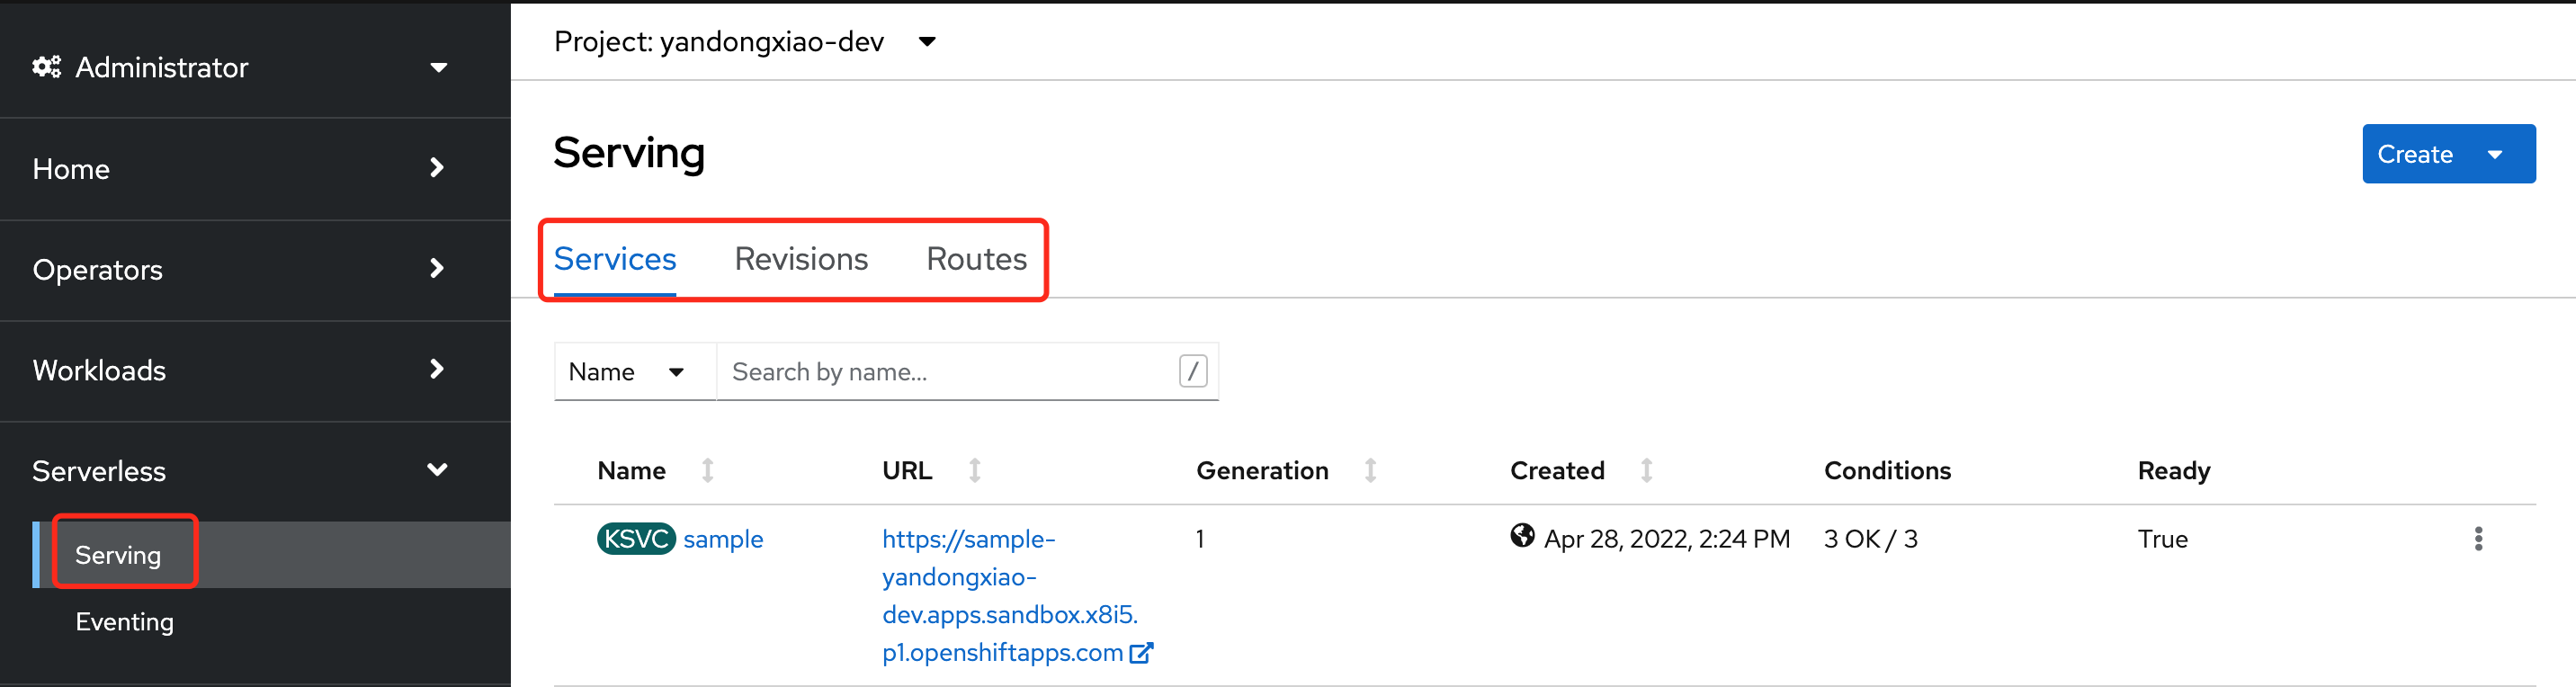 Administrator
Home
Operators
Workloads
Serverless
Serving
Eventing
Project: yandongxiao-dev
Serving
Create
Services Revisions Routes
Name Search by name... /
Name URL Generation Created Conditions Ready
KSVC sample https://sample- 1 Apr 28, 2022, 2:24 PM 3 OK / 3 True
yandongxiao-
dev.apps.sandbox.x8i5.
p1.openshiftapps.com